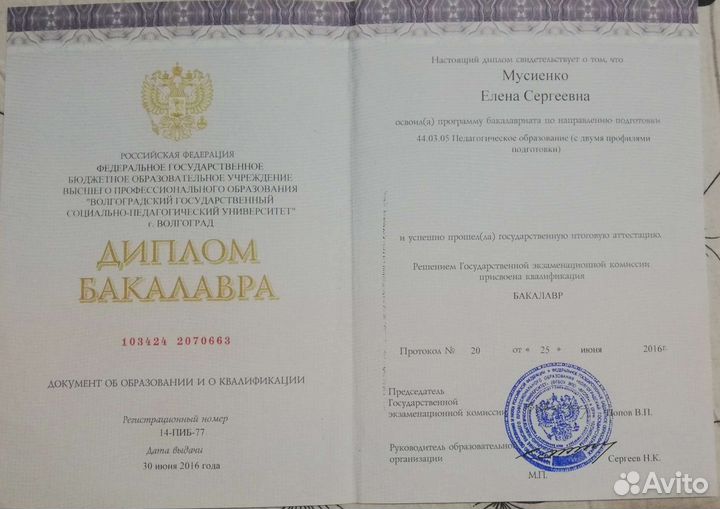 РОССИЙСКАЯ ФЕДЕРАЦИЯ
ФЕДЕРАЛЬНОЕ ГОСУДАРСТВЕННОЕ
БЮДЖЕТНОЕ ОБРАЗОВАТЕЛЬНОЕ УЧРЕЖДЕНИЕ
ВЫСШЕГО ПРОФЕССИОНАЛЬНОГО ОБРАЗОВАНИЯ
"ВОЛГОГРАДСКИЙ ГОСУДАРСТВЕННЫЙ
СОЦИАЛЬНО-ПЕДАГОГИЧЕСКИЙ УНИВЕРСИТЕТ"
г. ВОЛГОГРАД
ДИПЛОМ
БАКАЛАВРА
103424 2070663
ДОКУМЕНТ ОБ ОБРАЗОВАНИИ И О КВАЛИФИКАЦИИ
Регистрационный номер
14-ПИБ-77
Дата выдачи
30 июня 2016 года
Настоящий диплом свидетельствует о том, что
Мусиенко
Елена Сергеевна
освоил(а) программу бакалавриата по направлению подготовки
44.03.05 Педагогическое образование (с двумя профилями
подготовки)
и успешно прошел(ла) государственную итоговую аттестацию.
Решением Государственной экзаменационной комиссии
присвоена квалификация
БАКАЛАВР
Протокол № 20 от « 25 » июня 2016г.
Председатель
Государственной
экзаменационной комиссии Попов В.П.
Руководитель образовательной
организации Сергеев Н.К.
М.П.
Avito